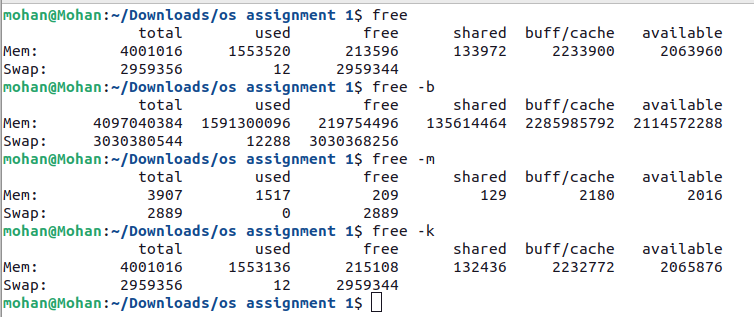 mohan@Mohan:~/Downloads/os assignment 1$ free
total used free shared buff/cache available
Mem: 4001016 1553520 213596 133972 2233900 2063960
Swap: 2959356 12 2959344
mohan@Mohan:~/Downloads/os assignment 1$ free -b
total used free shared buff/cache available
Mem: 4097040384 1591300096 219754496 135614464 2285985792 2114572288
Swap: 3030380544 12288 3030368256
mohan@Mohan:~/Downloads/os assignment 1$ free -m
total used free shared buff/cache available
Mem: 3907 1517 209 129 2180 2016
Swap: 2889 0 2889
mohan@Mohan:~/Downloads/os assignment 1$ free -k
total used free shared buff/cache available
Mem: 4001016 1553136 215108 132436 2232772 2065876
Swap: 2959356 12 2959344
mohan@Mohan:~/Downloads/os assignment 1$